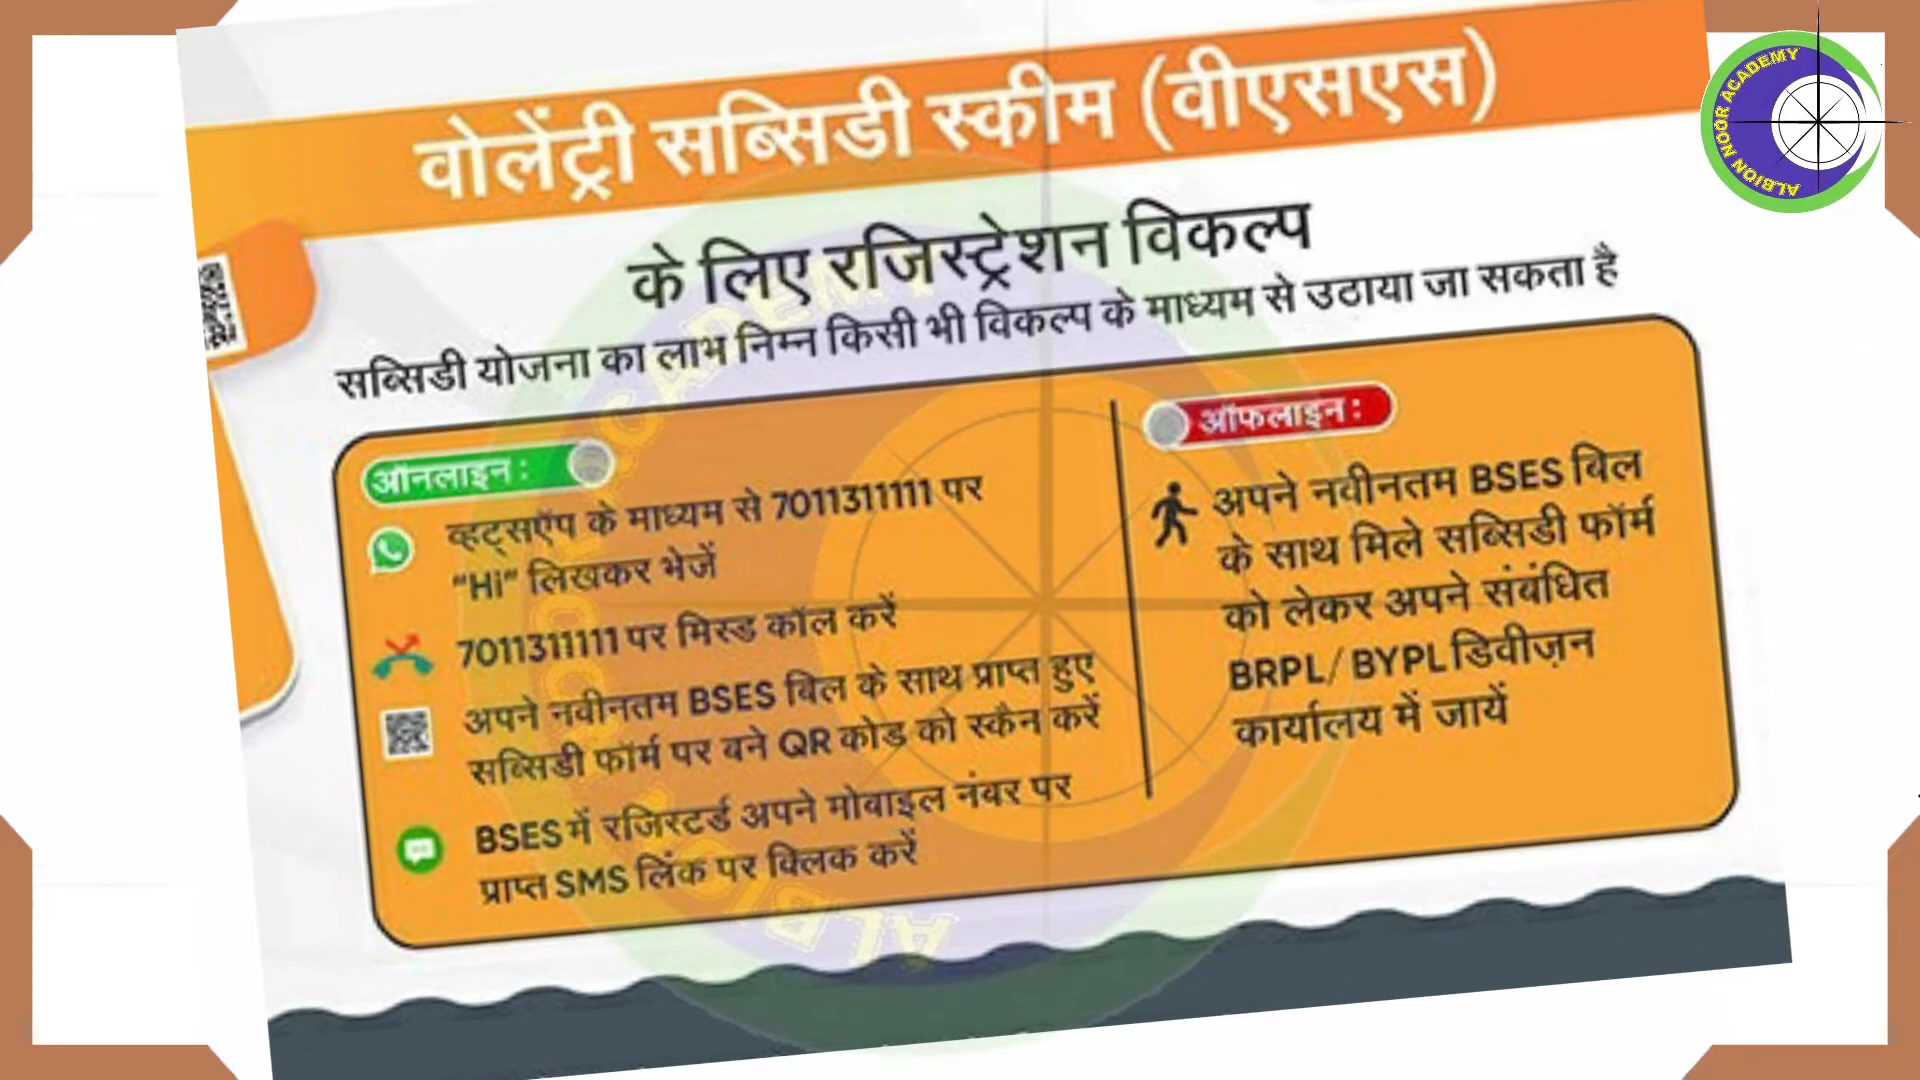 वोलेंट्री सब्सिडी स्कीम (वीएसएस)
के लिए रजिस्ट्रेशन विकल्प
सब्सिडी योजना का लाभ निम्न किसी भी विकल्प के माध्यम से उठाया जा सकता है
ऑनलाइन :
व्हट्सऍप के माध्यम से 7011311111 पर
“Hi” लिखकर भेजें
7011311111 पर मिस्ड कॉल करें
अपने नवीनतम BSES बिल के साथ प्राप्त हुए
सब्सिडी फॉर्म पर बने QR कोड को स्कैन करें
BSES में रजिस्टर्ड अपने मोबाइल नंबर पर
प्राप्त SMS लिंक पर क्लिक करें
ऑफलाइन :
अपने नवीनतम BSES बिल
के साथ मिले सब्सिडी फॉर्म
को लेकर अपने संबंधित
BRPL/ BYPL डिवीज़न
कार्यालय में जायें
ALBION NOOR ACADEMY